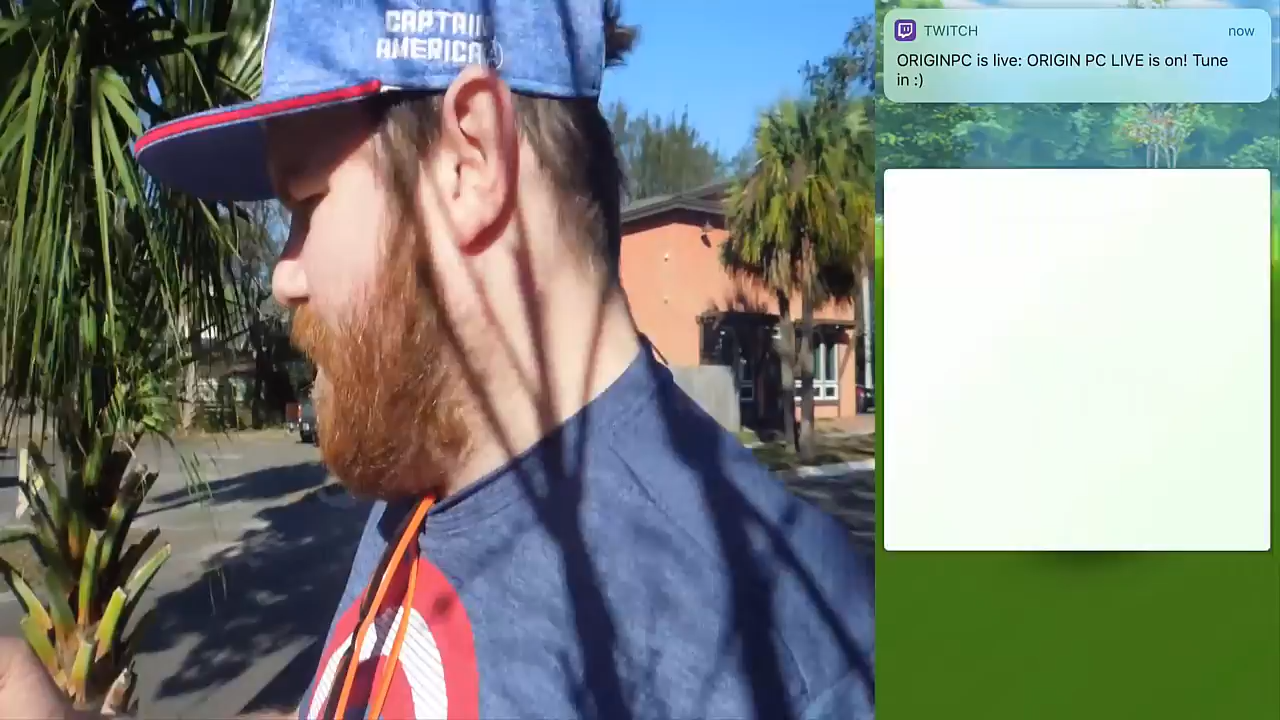 CAPTAIN
AMERICA
TWITCH
now
ORIGINPC is live: ORIGIN PC LIVE is on! Tune
in :)